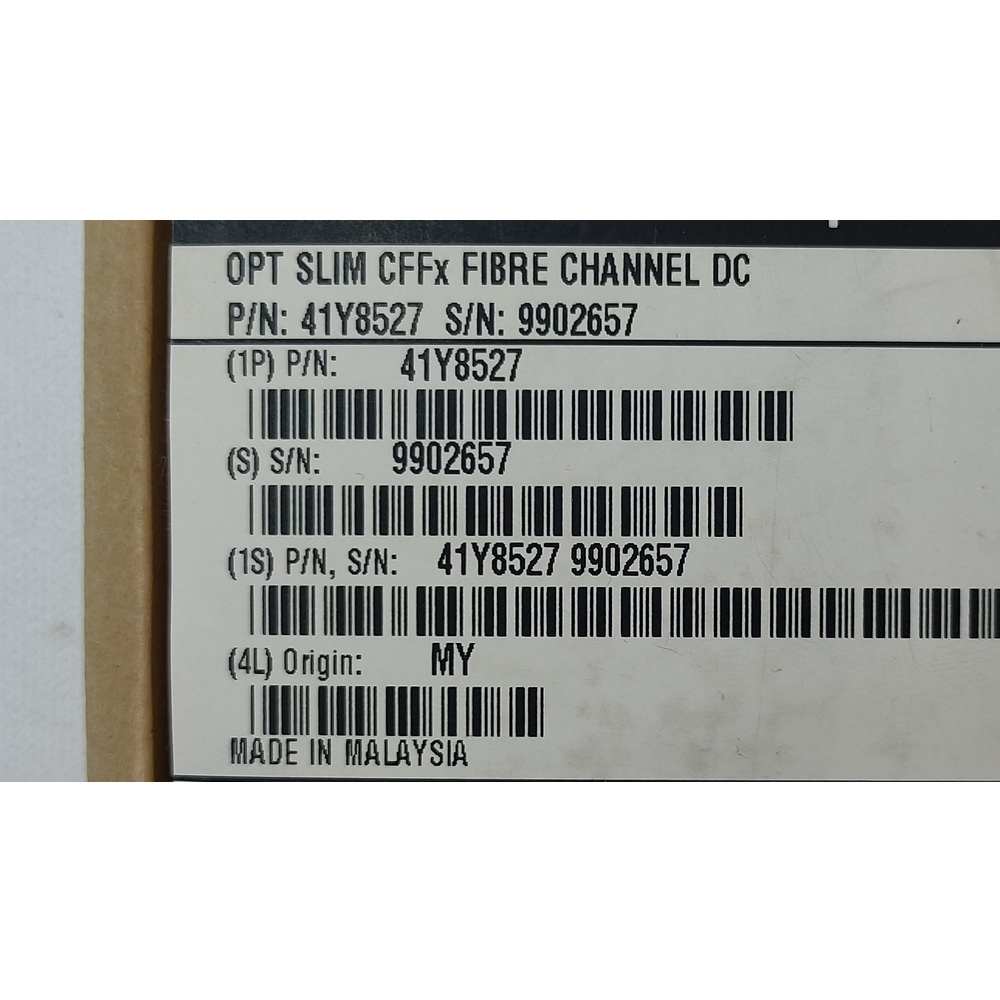 OPT SLIM CFFx FIBRE CHANNEL DC
P/N: 41Y8527 S/N: 9902657
(1P) P/N: 41Y8527
(S) S/N: 9902657
(1S) P/N, S/N: 41Y8527 9902657
(4L) Origin: MY
MADE IN MALAYSIA